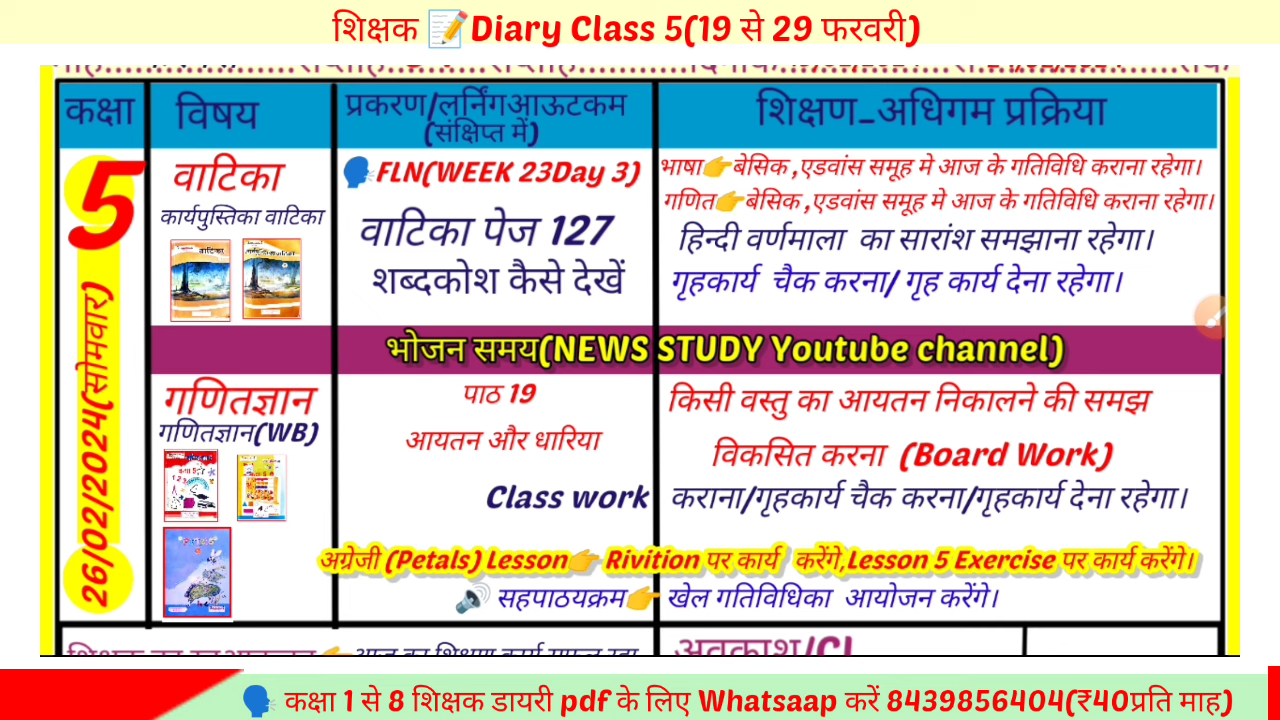 शिक्षक 📝Diary Class 5(19 से 29 फरवरी)
कक्षा
विषय
प्रकरण/लर्निंगआऊटकम
(संक्षिप्त में)
शिक्षण-अधिगम प्रक्रिया
5
26/02/2024(सोमवार)
वाटिका
कार्यपुस्तिका वाटिका
🗣️FLN(WEEK 23Day 3)
वाटिका पेज 127
शब्दकोश कैसे देखें
भाषा👉बेसिक ,एडवांस समूह मे आज के गतिविधि कराना रहेगा।
गणित👉बेसिक ,एडवांस समूह मे आज के गतिविधि कराना रहेगा।
हिन्दी वर्णमाला का सारांश समझाना रहेगा।
गृहकार्य चैक करना/ गृह कार्य देना रहेगा।
भोजन समय(NEWS STUDY Youtube channel)
गणितज्ञान
गणितज्ञान(WB)
पाठ 19
आयतन और धारिया
किसी वस्तु का आयतन निकालने की समझ
विकसित करना (Board Work)
Class work कराना/गृहकार्य चैक करना/गृहकार्य देना रहेगा।
अग्रेजी (Petals) Lesson👉 Rivition पर कार्य करेंगे,Lesson 5 Exercise पर कार्य करेंगे।
🔊 सहपाठयक्रम👉 खेल गतिविधिका आयोजन करेंगे।
अवकाश/CL
🗣️ कक्षा 1 से 8 शिक्षक डायरी pdf के लिए Whatsaap करें 8439856404(₹40प्रति माह)